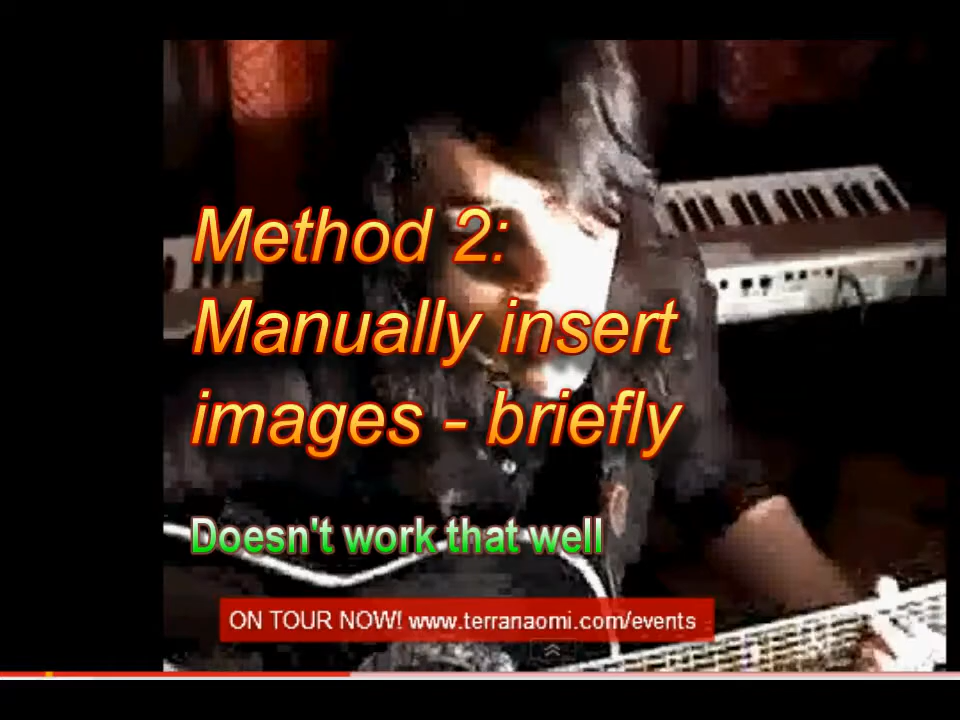 Method 2:
Manually insert
images - briefly
Doesn't work that well
ON TOUR NOW! www.terranaomi.com/events